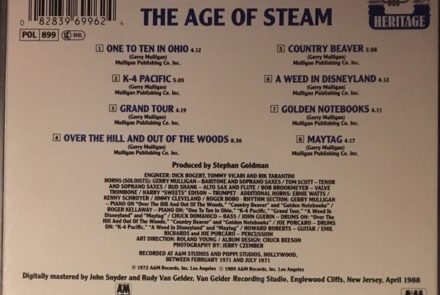 0 82839 69962 4
POL 899
HERITAGE
THE AGE OF STEAM
1 ONE TO TEN IN OHIO 4.12
(Gerry Mulligan)
Mulligan Publishing Co. Inc.
2 K-4 PACIFIC 5.05
(Gerry Mulligan)
Mulligan Publishing Co. Inc.
3 GRAND TOUR 4.19
(Gerry Mulligan)
Mulligan Publishing Co. Inc.
4 OVER THE HILL AND OUT OF THE WOODS 8.36
(Gerry Mulligan)
Mulligan Publishing Co. Inc.
5 COUNTRY BEAVER 3.08
(Gerry Mulligan)
Mulligan Publishing Co. Inc.
6 A WEED IN DISNEYLAND 4.12
(Gerry Mulligan)
Mulligan Publishing Co. Inc.
7 GOLDEN NOTEBOOKS 4.11
(Gerry Mulligan)
Mulligan Publishing Co. Inc.
8 MAYTAG 4.17
(Gerry Mulligan)
Mulligan Publishing Co. Inc.
Produced by Stephan Goldman
ENGINEER: DICK BOGERT, TOMMY VICARI AND RIK TARANTINI
HORNS (SOLOISTS): GERRY MULLIGAN – BARITONE AND SOPRANO SAXES / TOM SCOTT – TENOR
AND SOPRANO SAXES / BUD SHANK – ALTO SAX AND FLUTE / BOB BROOKMEYER – VALVE
TROMBONE / HARRY "SWEETS" EDISON – TRUMPET – ADDITIONAL HORNS: ERNIE WATTS /
KENNY SHROYER / JIMMY CLEVELAND / ROGER BOBO – RHYTHM SECTION: GERRY MULLIGAN
– PIANO ON "Over The Hill And Out Of The Woods," "Country Beaver" and "Golden Notebooks" /
ROGER KELLAWAY – PIANO ON "One To Ten In Ohio," "K-4 Pacific," "Grand Tour," "A Weed In
Disneyland" and "Maytag" / CHUCK DOMANICO – BASS / JOHN GUERIN – DRUMS ON "Over The
Hill And Out Of The Woods," "Country Beaver" and "Golden Notebooks" / JOE PORCARO – DRUMS
ON "K-4 Pacific," "A Weed In Disneyland" and "Maytag" / HOWARD ROBERTS – GUITAR / EMIL
RICHARDS and JOE PORCARO – PERCUSSION
ART DIRECTION: ROLAND YOUNG / ALBUM DESIGN: CHUCK BEESON
PHOTOGRAPHY BY: JERRY CZEMBER
RECORDED AT A&M STUDIOS AND POPPI STUDIOS, HOLLYWOOD,
BETWEEN FEBRUARY 1971 AND JULY 1971
℗ 1972 A&M Records, Inc. Los Angeles © 1989 A&M Records, Inc. Los Angeles
Digitally mastered by John Snyder and Rudy Van Gelder, Van Gelder Recording Studio, Englewood Cliffs, New Jersey, April 1988